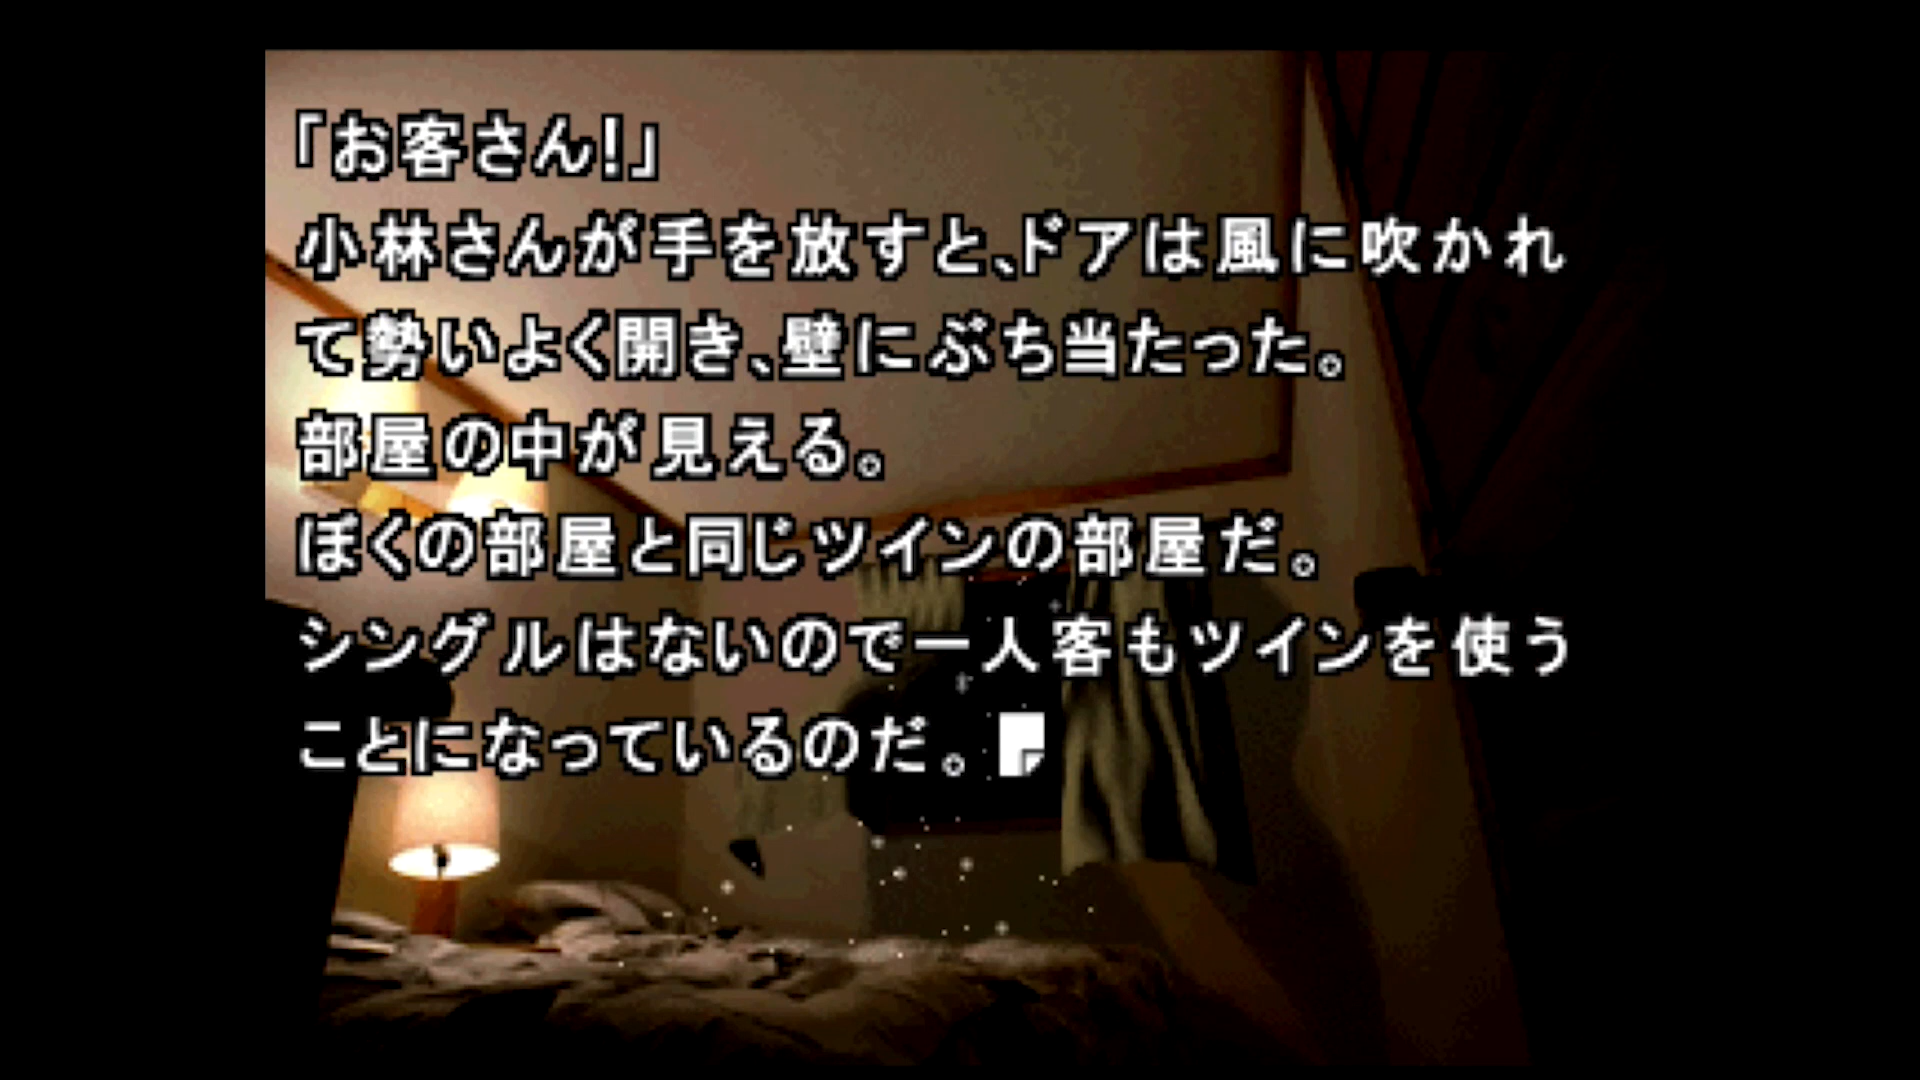 「お客さん！」
小林さんが手を放すと、ドアは風に吹かれ
て勢いよく開き、壁にぶち当たった。
部屋の中が見える。
ぼくの部屋と同じツインの部屋だ。
シングルはないので一人客もツインを使う
ことになっているのだ。